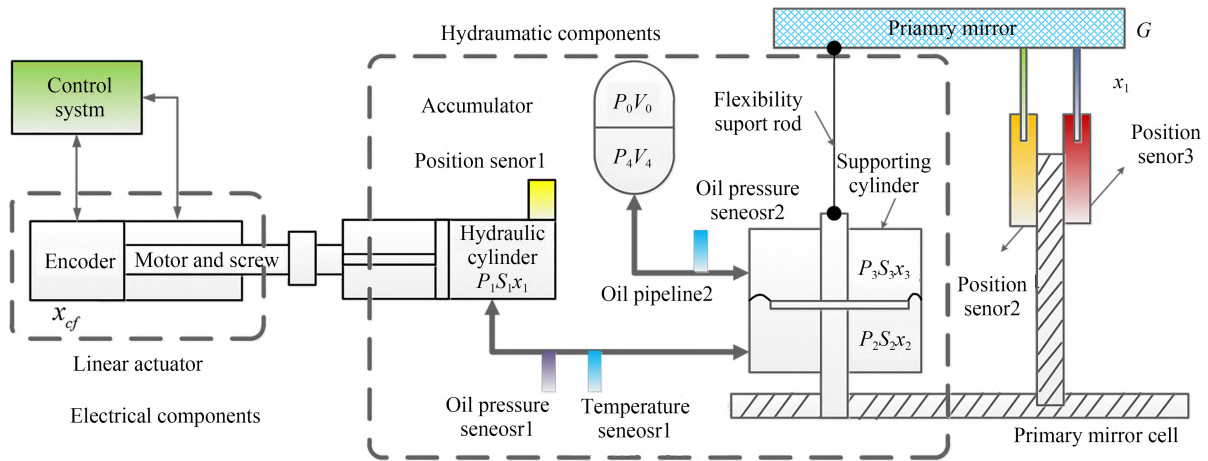 Hydraumatic components
Priamry mirror
G
Control
systm
Accumulator
P₀V₀
P₄V₄
Flexibility
suport rod
x₁
Position
senor3
Position senor1
Supporting
cylinder
Oil pressure
seneosr2
Encoder
Motor and screw
Hydraulic
cylinder
P₁S₁x₁
P₃S₃x₃
Oil pipeline2
Position
senor2
x_cf
P₂S₂x₂
Linear actuator
Oil pressure
seneosr1
Temperature
seneosr1
Electrical components
Primary mirror cell